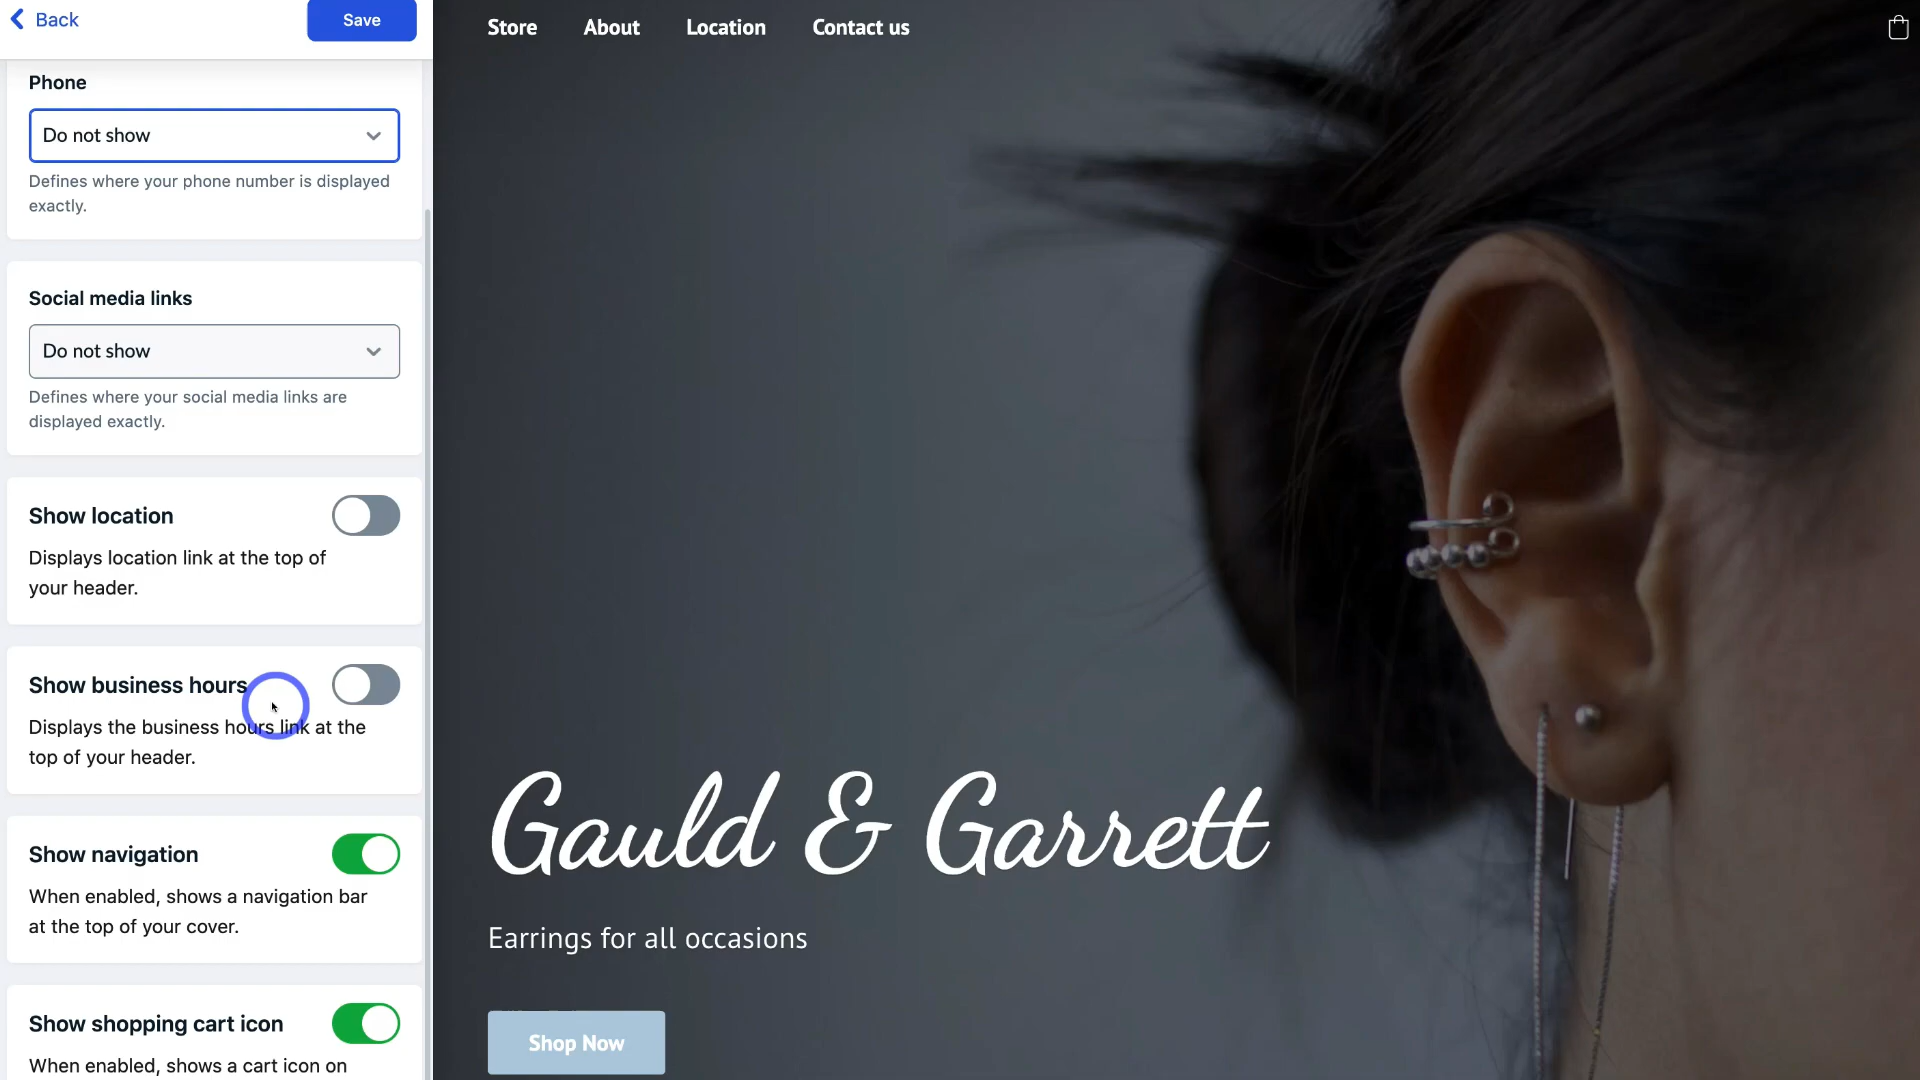 Back
Save
Phone
Do not show
Defines where your phone number is displayed
exactly.
Social media links
Do not show
Defines where your social media links are
displayed exactly.
Show location
Displays location link at the top of
your header.
Show business hours
Displays the business hours link at the
top of your header.
Show navigation
When enabled, shows a navigation bar
at the top of your cover.
Show shopping cart icon
When enabled, shows a cart icon on
Store
About
Location
Contact us
Gauld & Garrett
Earrings for all occasions
Shop Now